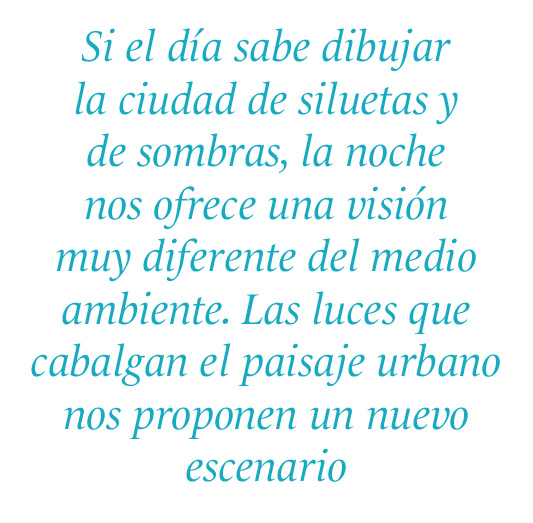 Si el día sabe dibujar
la ciudad de siluetas y
de sombras, la noche
nos ofrece una visión
muy diferente del medio
ambiente. Las luces que
cabalgan el paisaje urbano
nos proponen un nuevo
escenario